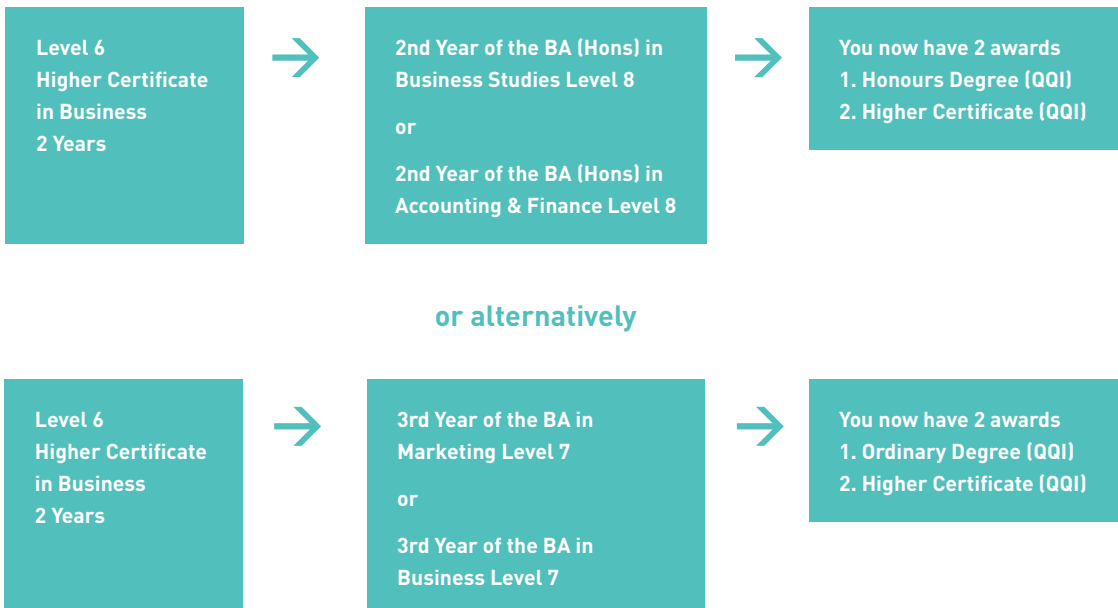 Level 6
Higher Certificate
in Business
2 Years
2nd Year of the BA (Hons) in
Business Studies Level 8
or
2nd Year of the BA (Hons) in
Accounting & Finance Level 8
You now have 2 awards
1. Honours Degree (QQI)
2. Higher Certificate (QQI)
or alternatively
Level 6
Higher Certificate
in Business
2 Years
3rd Year of the BA in
Marketing Level 7
or
3rd Year of the BA in
Business Level 7
You now have 2 awards
1. Ordinary Degree (QQI)
2. Higher Certificate (QQI)